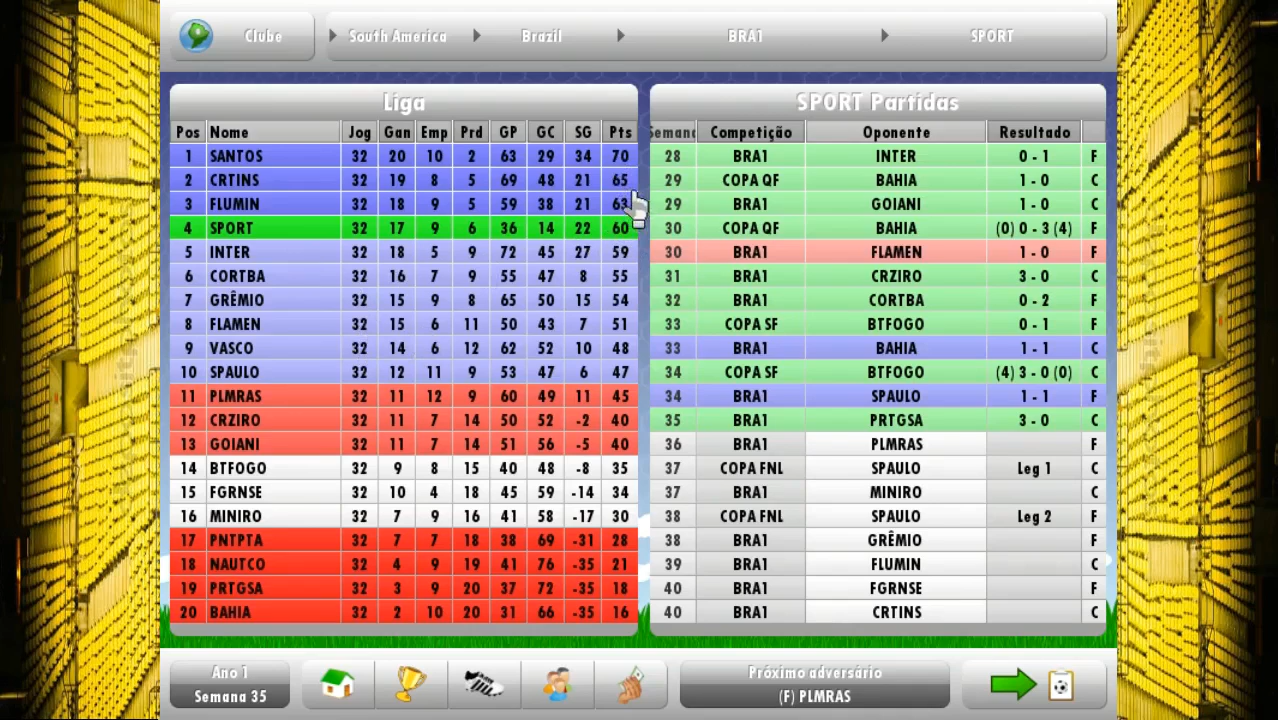 Clube South America Brazil BRA1 SPORT
Liga
Pos Nome Jog Gan Emp Prd GP GC SG Pts
1 SANTOS 32 20 10 2 63 29 34 70
2 CRTINS 32 19 8 5 69 48 21 65
3 FLUMIN 32 18 9 5 59 38 21 63
4 SPORT 32 17 9 6 36 14 22 60
5 INTER 32 18 5 9 72 45 27 59
6 CORTBA 32 16 7 9 55 47 8 55
7 GRÊMIO 32 15 9 8 65 50 15 54
8 FLAMEN 32 15 6 11 50 43 7 51
9 VASCO 32 14 6 12 62 52 10 48
10 SPAULO 32 12 11 9 53 47 6 47
11 PLMRAS 32 11 12 9 60 49 11 45
12 CRZIRO 32 11 7 14 50 52 -2 40
13 GOIANI 32 11 7 14 51 56 -5 40
14 BTFOGO 32 9 8 15 40 48 -8 35
15 FGRNSE 32 10 4 18 45 59 -14 34
16 MINIRO 32 7 9 16 41 58 -17 30
17 PNTPTA 32 7 7 18 38 69 -31 28
18 NAUTCO 32 4 9 19 41 76 -35 21
19 PRTGSA 32 3 9 20 37 72 -35 18
20 BAHIA 32 2 10 20 31 66 -35 16
SPORT Partidas
Semana Competição Oponente Resultado
28 BRA1 INTER 0 - 1 F
29 COPA QF BAHIA 1 - 0 C
29 BRA1 GOIANI 1 - 0 C
30 COPA QF BAHIA (0) 0 - 3 (4) F
30 BRA1 FLAMEN 1 - 0 F
31 BRA1 CRZIRO 3 - 0 C
32 BRA1 CORTBA 0 - 2 F
33 COPA SF BTFOGO 0 - 1 F
33 BRA1 BAHIA 1 - 1 C
34 COPA SF BTFOGO (4) 3 - 0 (0) C
34 BRA1 SPAULO 1 - 1 F
35 BRA1 PRTGSA 3 - 0 C
36 BRA1 PLMRAS F
37 COPA FNL SPAULO Leg 1 C
37 BRA1 MINIRO C
38 COPA FNL SPAULO Leg 2 F
38 BRA1 GRÊMIO F
39 BRA1 FLUMIN C
40 BRA1 FGRNSE F
40 BRA1 CRTINS C
Ano 1
Semana 35
Próximo adversário
(F) PLMRAS